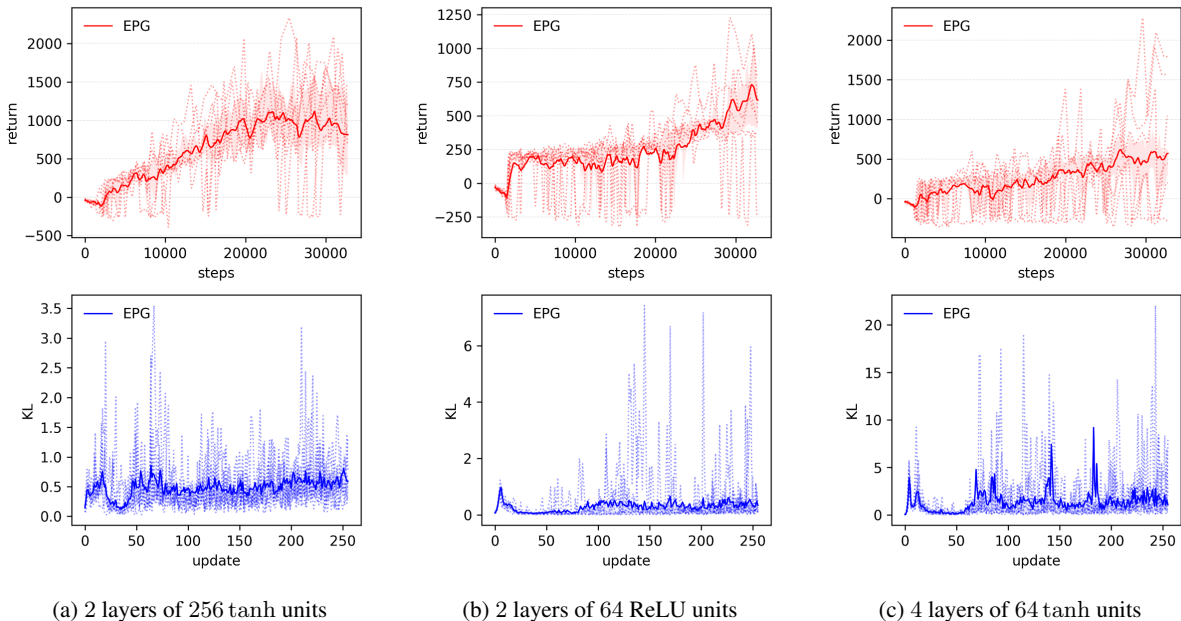 EPG
2000
1500
1000
500
0
−500
return
0 10000 20000 30000
steps
EPG
1250
1000
750
500
250
0
−250
return
0 10000 20000 30000
steps
EPG
2000
1500
1000
500
0
return
0 10000 20000 30000
steps
EPG
3.5
3.0
2.5
2.0
1.5
1.0
0.5
0.0
KL
0 50 100 150 200 250
update
EPG
6
4
2
0
KL
0 50 100 150 200 250
update
EPG
20
15
10
5
0
KL
0 50 100 150 200 250
update
(a) 2 layers of 256 tanh units
(b) 2 layers of 64 ReLU units
(c) 4 layers of 64 tanh units